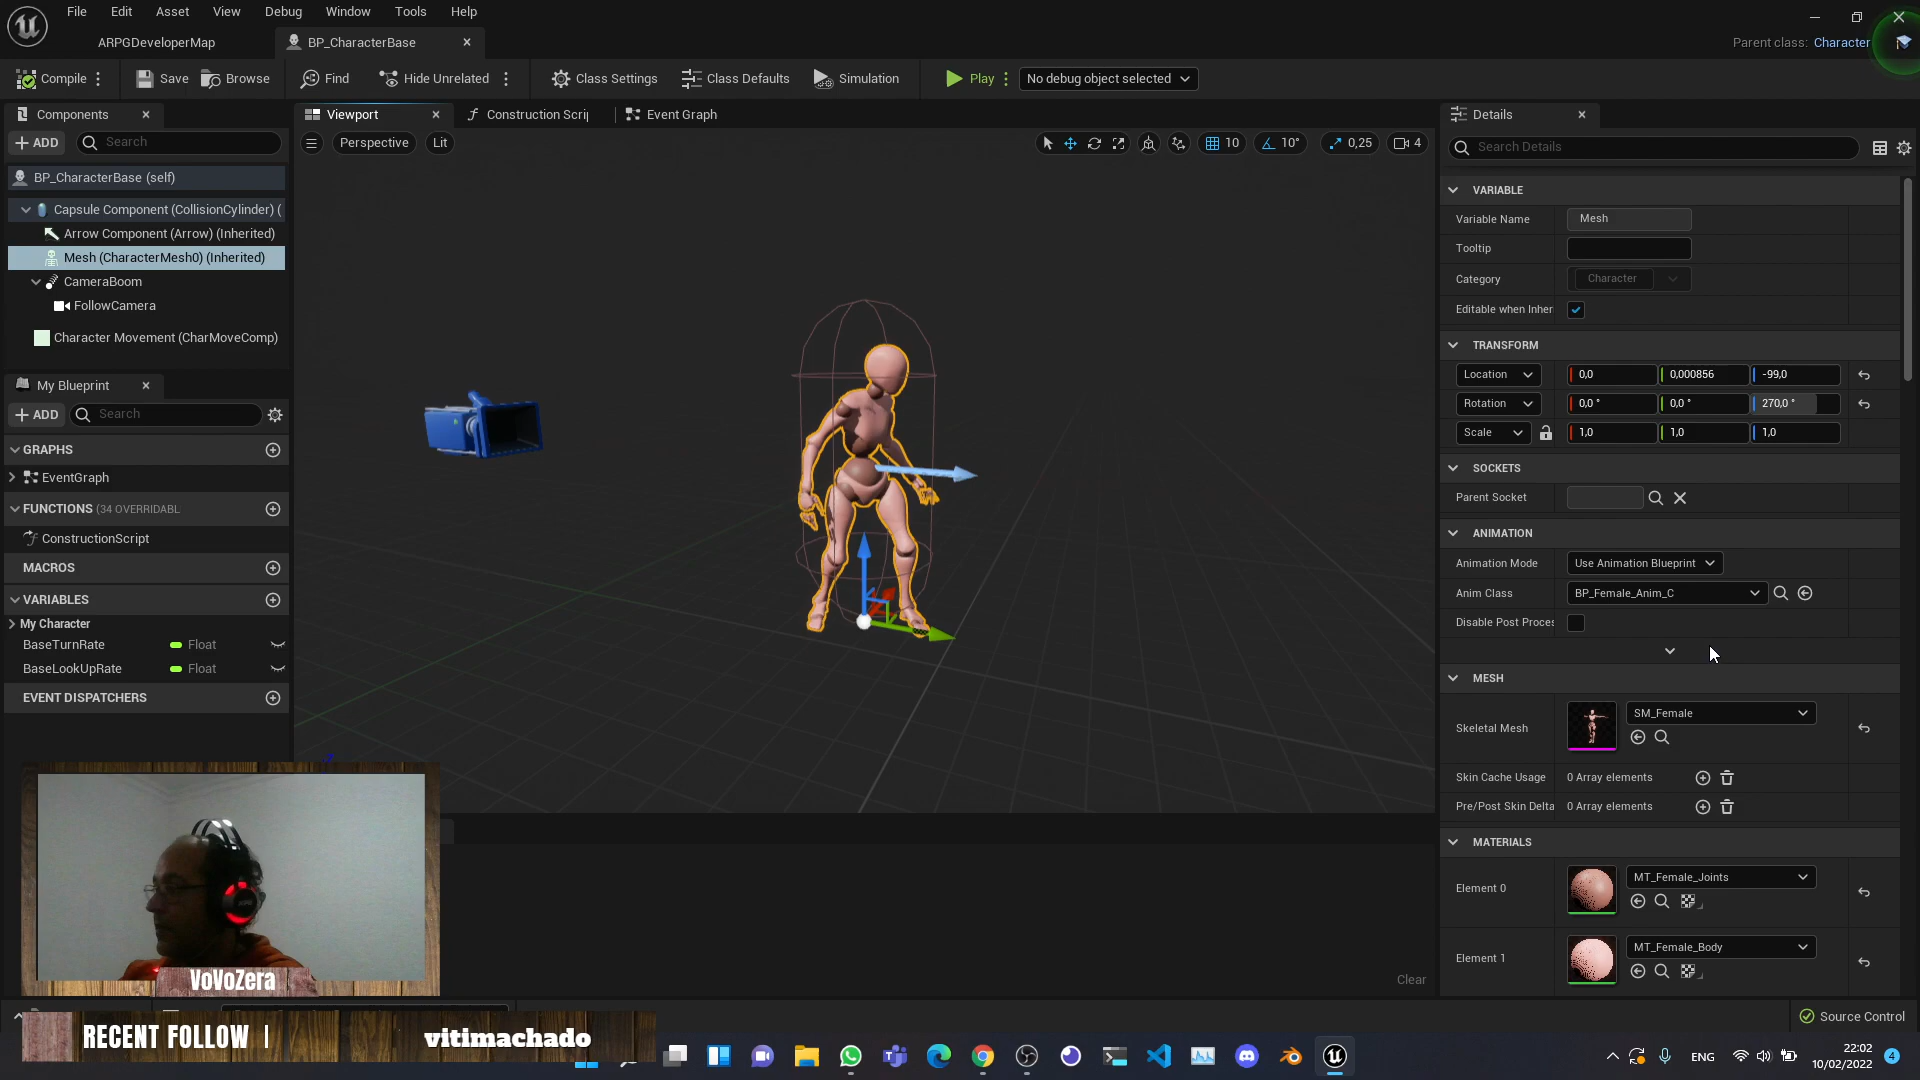 File Edit Asset View Debug Window Tools Help
ARPGDeveloperMap
BP_CharacterBase
Parent class: Character
Compile
Save
Browse
Find
Hide Unrelated
Class Settings
Class Defaults
Simulation
Play
No debug object selected
Components
ADD
Search
BP_CharacterBase (self)
Capsule Component (CollisionCylinder) (
Arrow Component (Arrow) (Inherited)
Mesh (CharacterMesh0) (Inherited)
CameraBoom
FollowCamera
Character Movement (CharMoveComp)
My Blueprint
ADD
Search
GRAPHS
EventGraph
FUNCTIONS (34 OVERRIDABL
ConstructionScript
MACROS
VARIABLES
My Character
BaseTurnRate Float
BaseLookUpRate Float
EVENT DISPATCHERS
Viewport
Construction Scrip
Event Graph
Perspective
Lit
10
10°
0,25
4
Clear
Details
Search Details
VARIABLE
Variable Name Mesh
Tooltip
Category Character
Editable when Inher
TRANSFORM
Location 0,0 0,000856 -99,0
Rotation 0,0 ° 0,0 ° 270,0 °
Scale 1,0 1,0 1,0
SOCKETS
Parent Socket
ANIMATION
Animation Mode Use Animation Blueprint
Anim Class BP_Female_Anim_C
Disable Post Proces
MESH
Skeletal Mesh SM_Female
Skin Cache Usage 0 Array elements
Pre/Post Skin Delta 0 Array elements
MATERIALS
Element 0 MT_Female_Joints
Element 1 MT_Female_Body
Source Control
VoVoZera
RECENT FOLLOW | vitimachado
ENG
22:02
10/02/2022
4